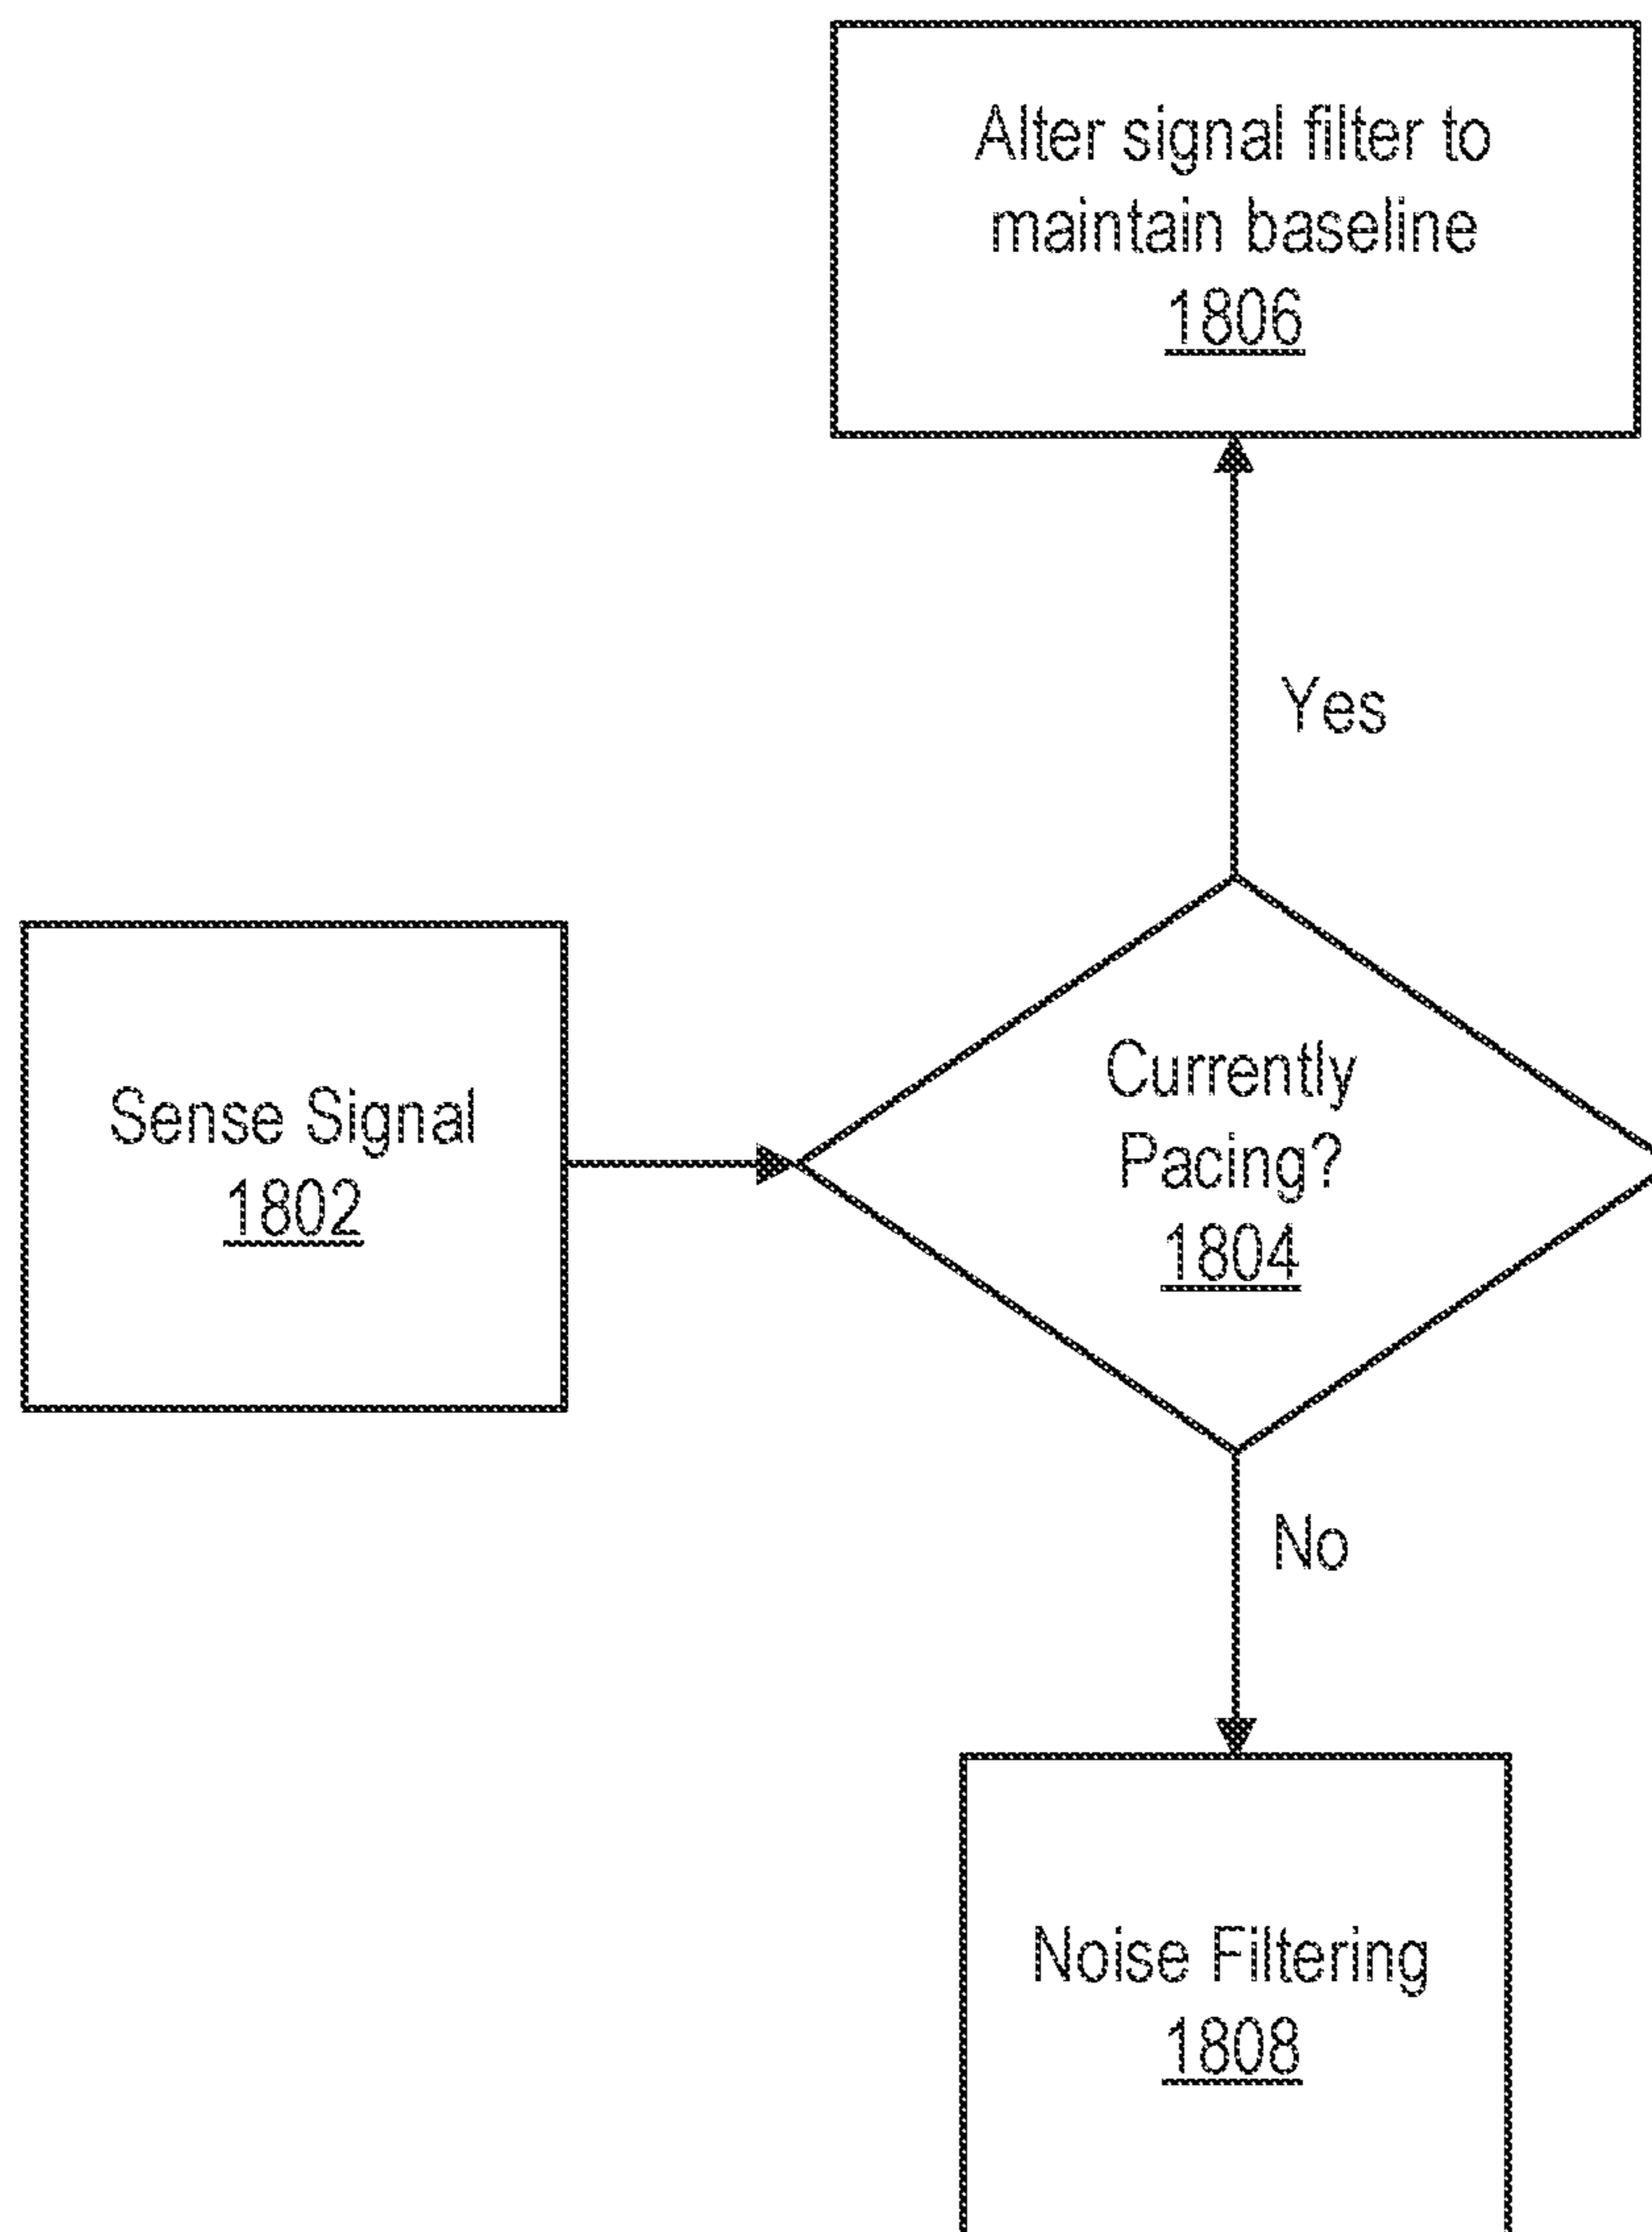 Alter signal filter to
maintain baseline
1806
Yes
Sense Signal
1802
Currently
Pacing?
1804
No
Noise Filtering
1808